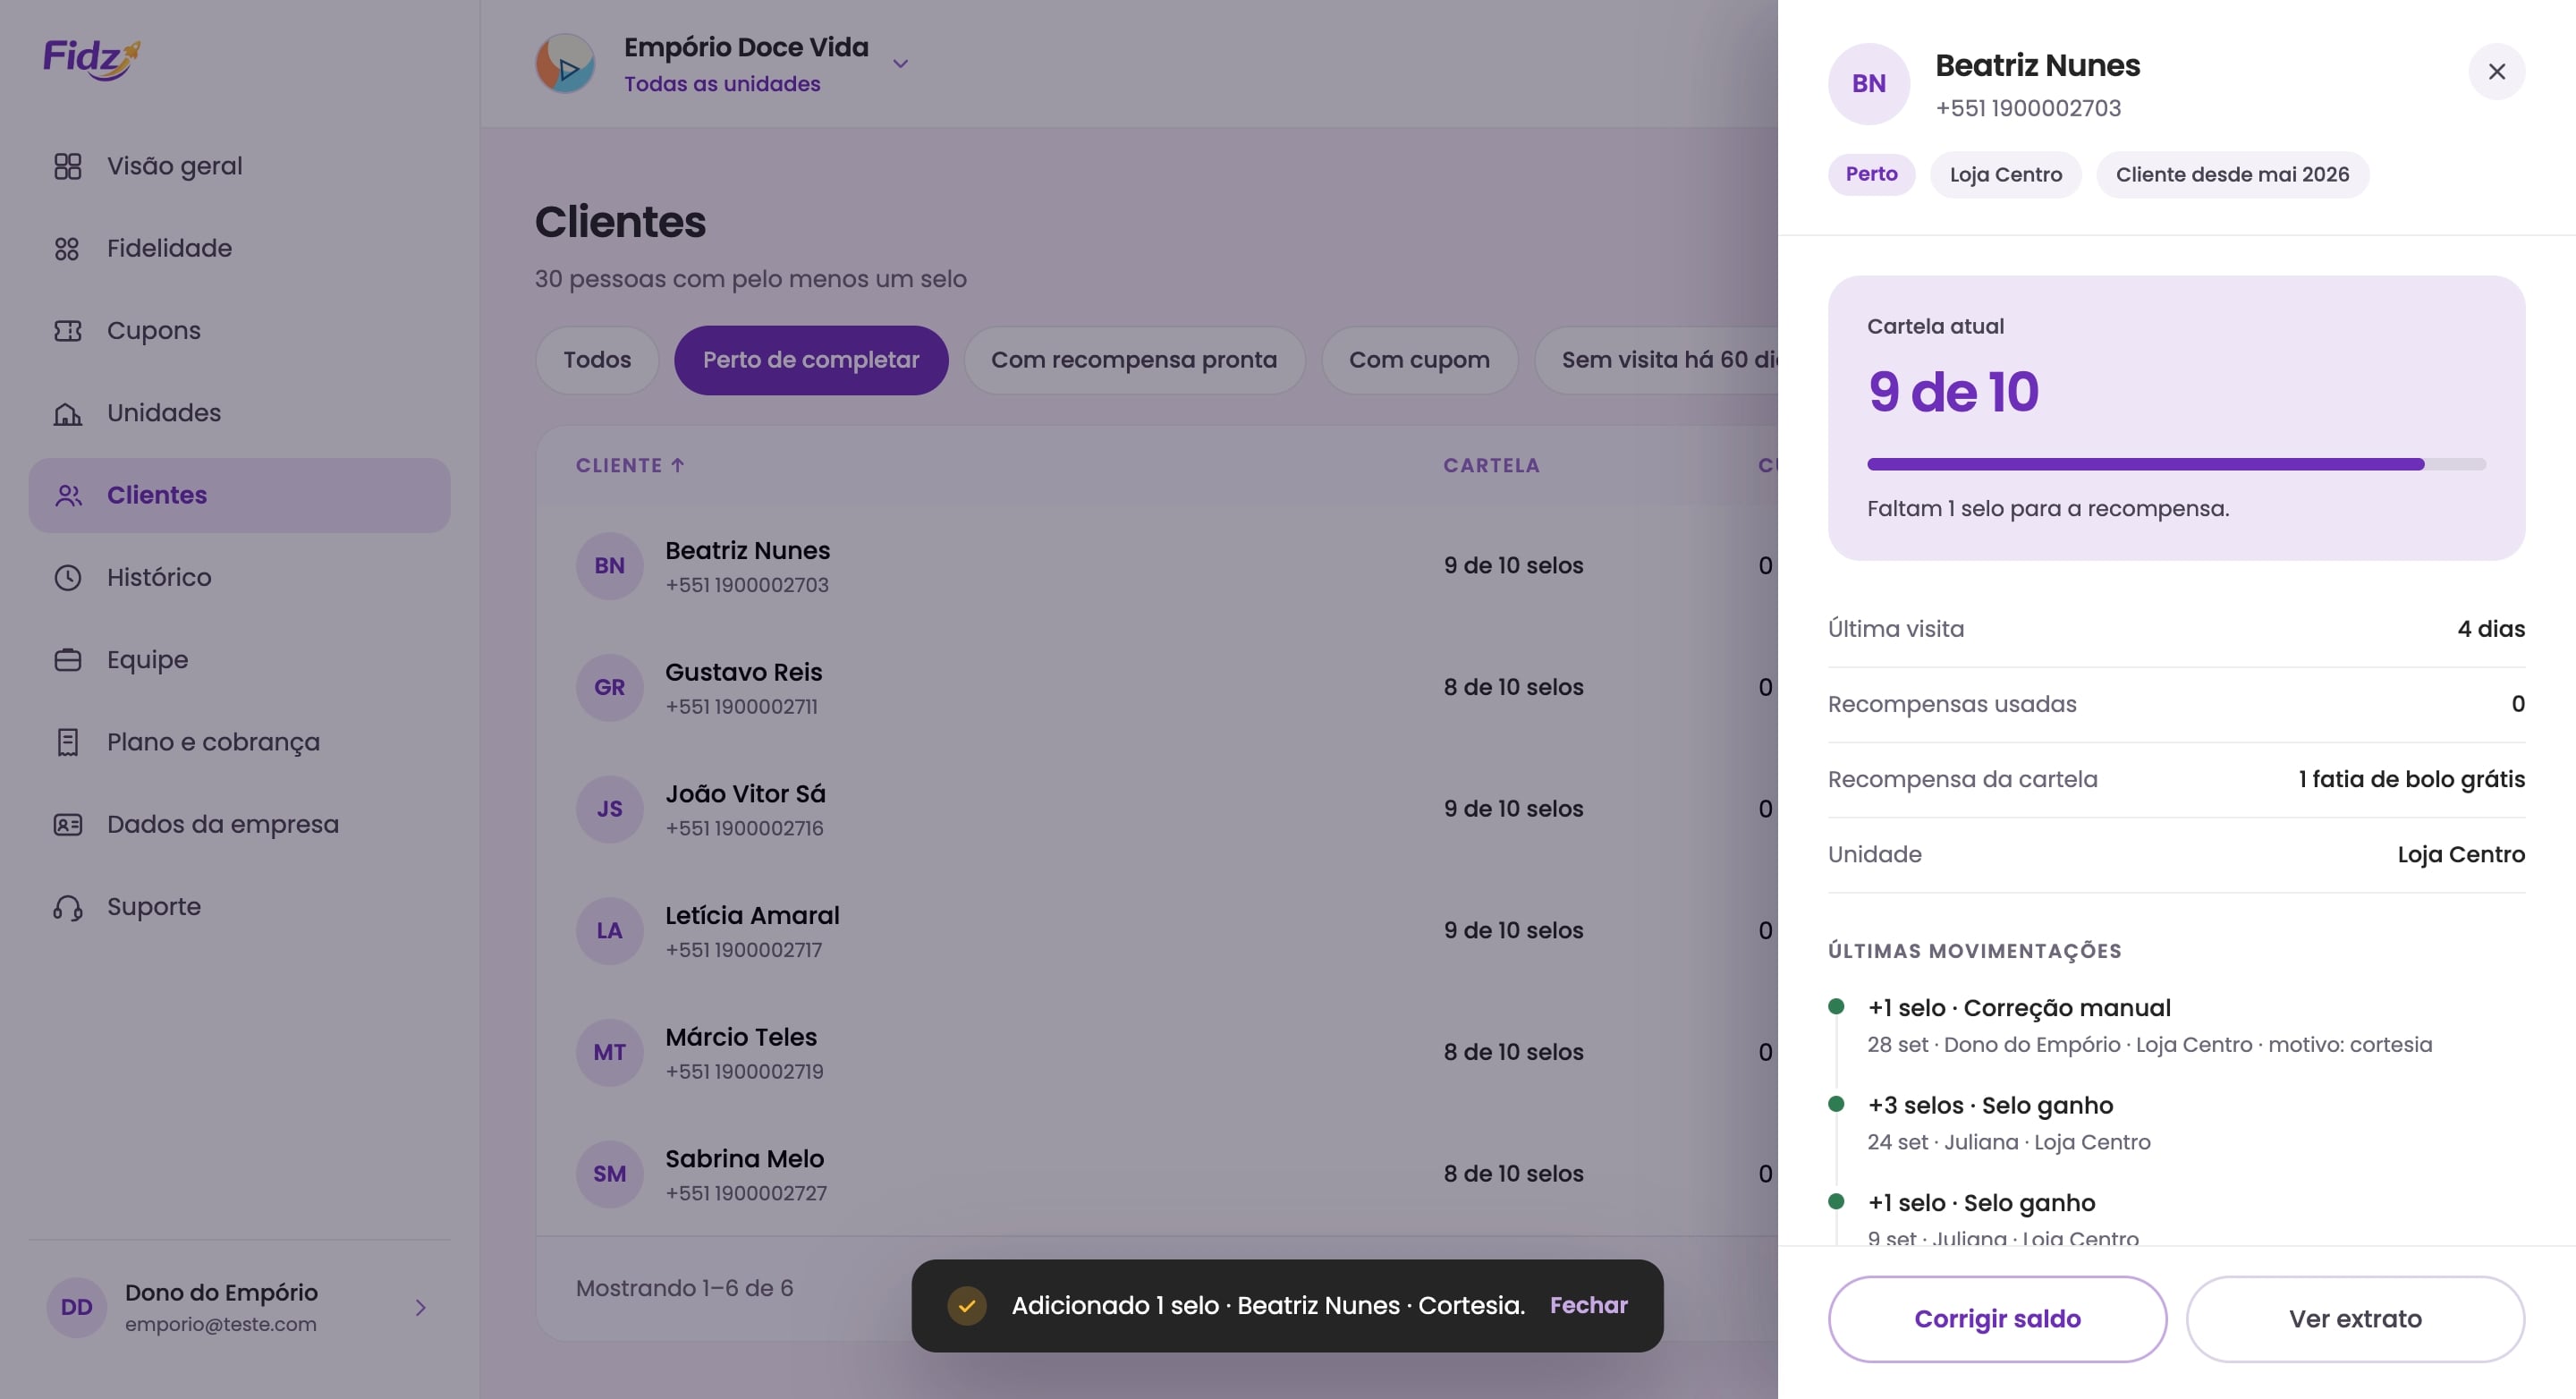 Fidz
Visão geral
Fidelidade
Cupons
Unidades
Clientes
Histórico
Equipe
Plano e cobrança
Dados da empresa
Suporte
DD
Dono do Empório
emporio@teste.com
Empório Doce Vida
Todas as unidades
Clientes
30 pessoas com pelo menos um selo
Todos
Perto de completar
Com recompensa pronta
Com cupom
Sem visita há 60
CLIENTE ↑
CARTELA
BN
Beatriz Nunes
+551 1900002703
9 de 10 selos
0
GR
Gustavo Reis
+551 1900002711
8 de 10 selos
0
JS
João Vitor Sá
+551 1900002716
9 de 10 selos
0
LA
Letícia Amaral
+551 1900002717
9 de 10 selos
0
MT
Márcio Teles
+551 1900002719
8 de 10 selos
0
SM
Sabrina Melo
+551 1900002727
8 de 10 selos
0
Mostrando 1–6 de 6
Adicionado 1 selo · Beatriz Nunes · Cortesia. Fechar
BN
Beatriz Nunes
+551 1900002703
Perto
Loja Centro
Cliente desde mai 2026
Cartela atual
9 de 10
Faltam 1 selo para a recompensa.
Última visita 4 dias
Recompensas usadas 0
Recompensa da cartela 1 fatia de bolo grátis
Unidade Loja Centro
ÚLTIMAS MOVIMENTAÇÕES
+1 selo · Correção manual
28 set · Dono do Empório · Loja Centro · motivo: cortesia
+3 selos · Selo ganho
24 set · Juliana · Loja Centro
+1 selo · Selo ganho
9 set · Juliana · Loja Centro
Corrigir saldo
Ver extrato